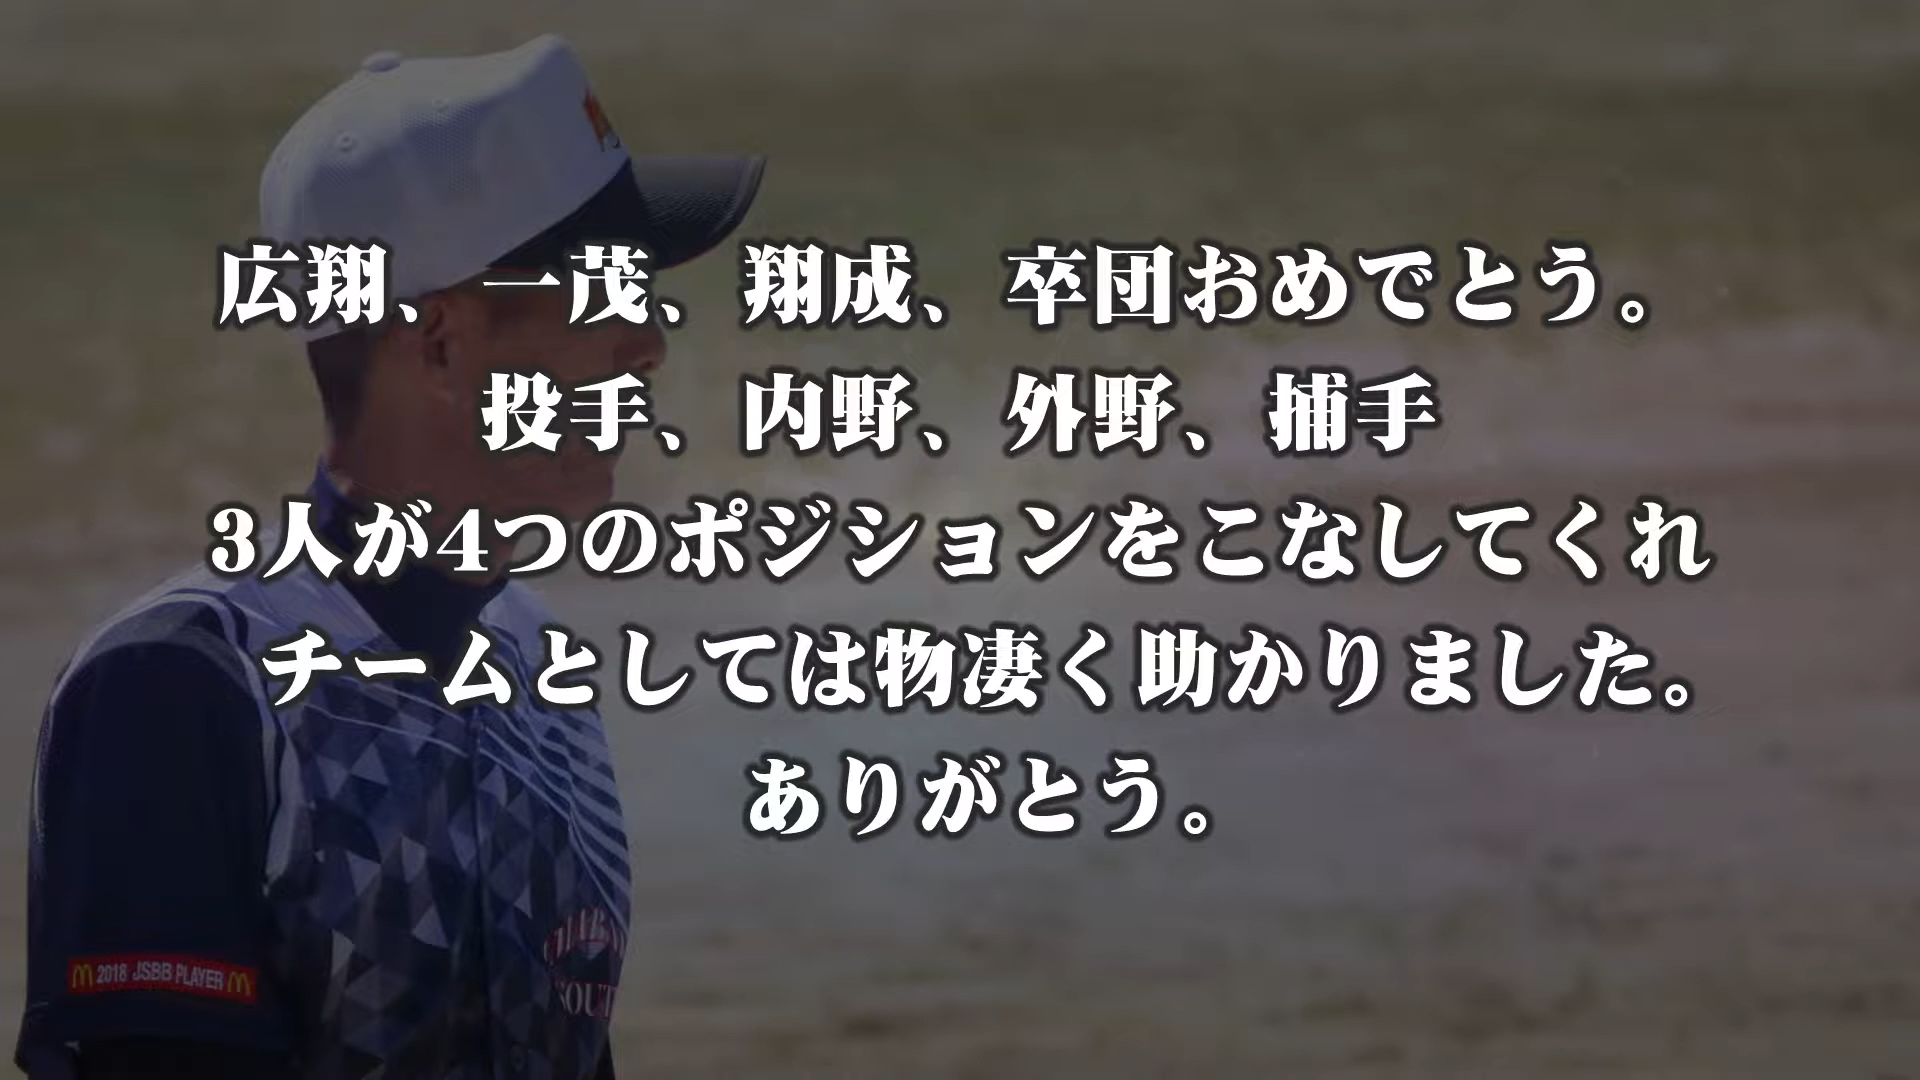 広翔、一茂、翔成、卒団おめでとう。
投手、内野、外野、捕手
3人が4つのポジションをこなしてくれ
チームとしては物凄く助かりました。
ありがとう。
2018 JSBB PLAYER